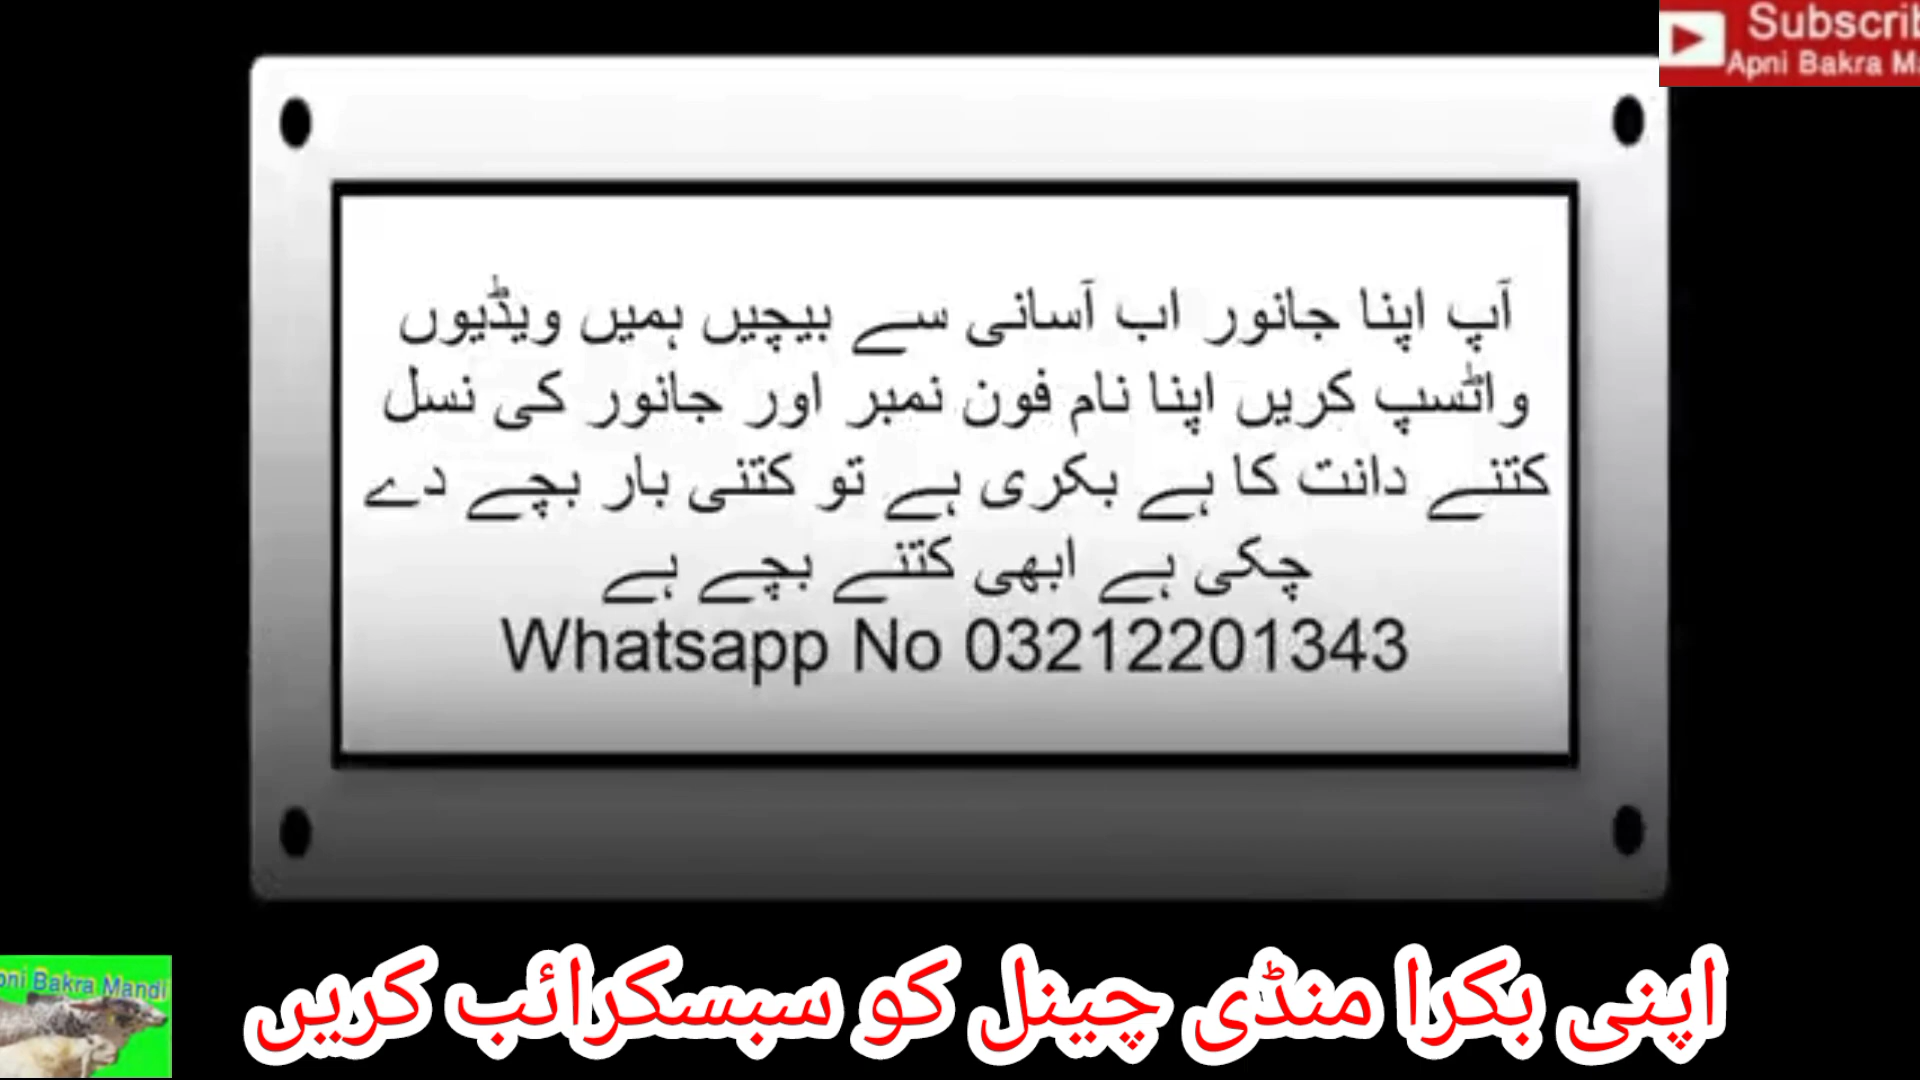 Subscrib
Apni Bakra Ma
آپ اپنا جانور اب آسانی سے بیچیں ہمیں ویڈیوں
واٹسپ کریں اپنا نام فون نمبر اور جانور کی نسل
کتنے دانت کا ہے بکری ہے تو کتنی بار بچے دے
چکی ہے ابھی کتنے بچے ہے
Whatsapp No 03212201343
pni Bakra Mandi
اپنی بکرا منڈی چینل کو سبسکرائب کریں